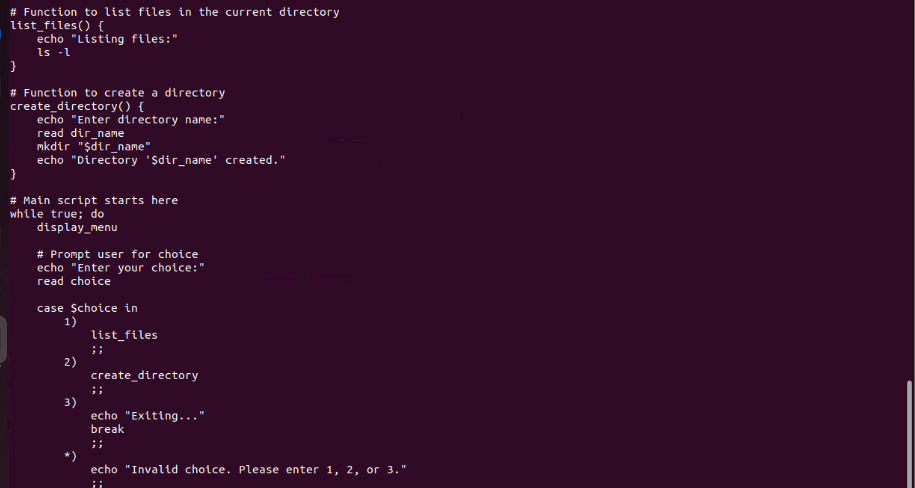 # Function to list files in the current directory
list_files() {
    echo "Listing files:"
    ls -l
}

# Function to create a directory
create_directory() {
    echo "Enter directory name:"
    read dir_name
    mkdir "$dir_name"
    echo "Directory '$dir_name' created."
}

# Main script starts here
while true; do
    display_menu

    # Prompt user for choice
    echo "Enter your choice:"
    read choice

    case $choice in
        1)
            list_files
            ;;
        2)
            create_directory
            ;;
        3)
            echo "Exiting..."
            break
            ;;
        *)
            echo "Invalid choice. Please enter 1, 2, or 3."
            ;;